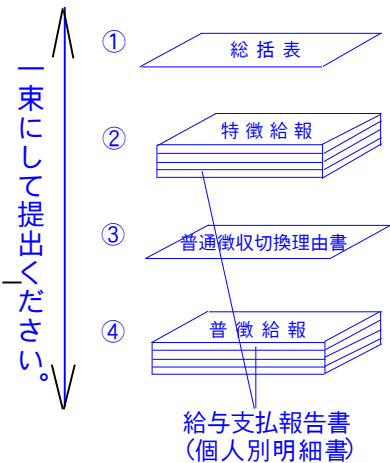 一束にして提出ください。
①
総括表
②
特徴給報
③
普通徴収切換理由書
④
普徴給報
給与支払報告書
(個人別明細書)